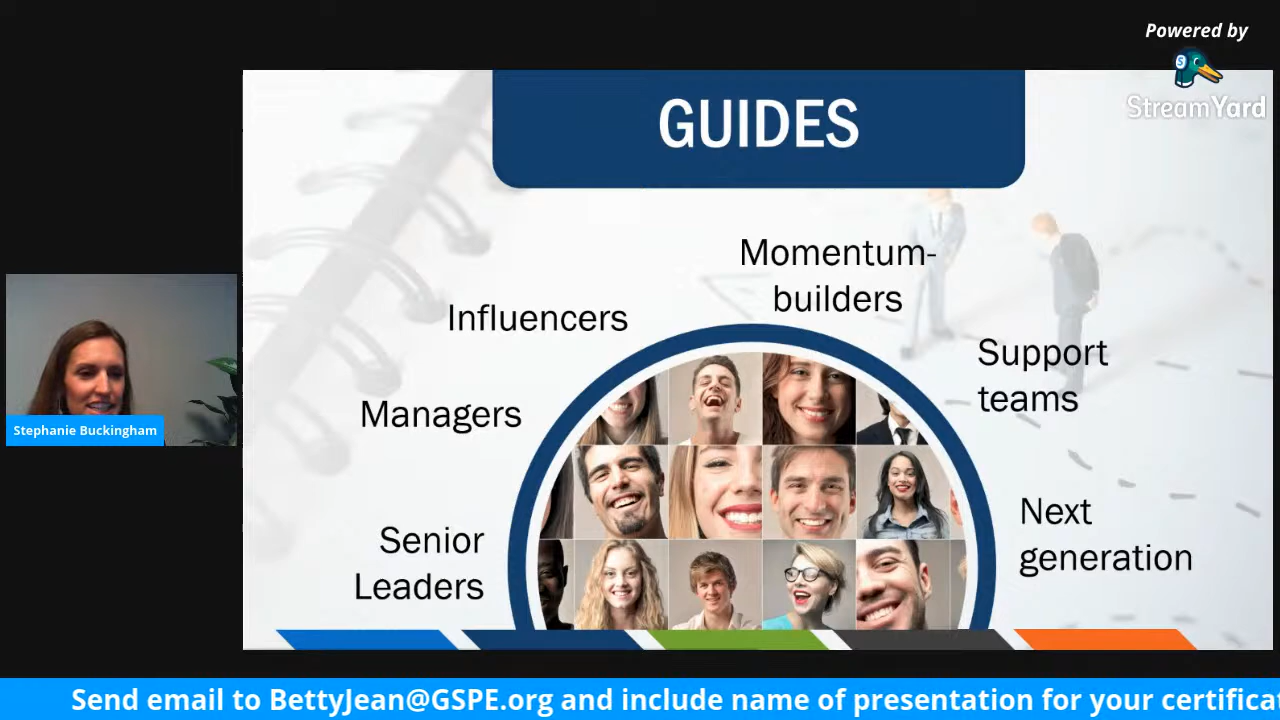 Powered by
StreamYard
GUIDES
Momentum-
builders
Influencers
Support
teams
Managers
Stephanie Buckingham
Next
generation
Senior
Leaders
Send email to BettyJean@GSPE.org and include name of presentation for your certifica